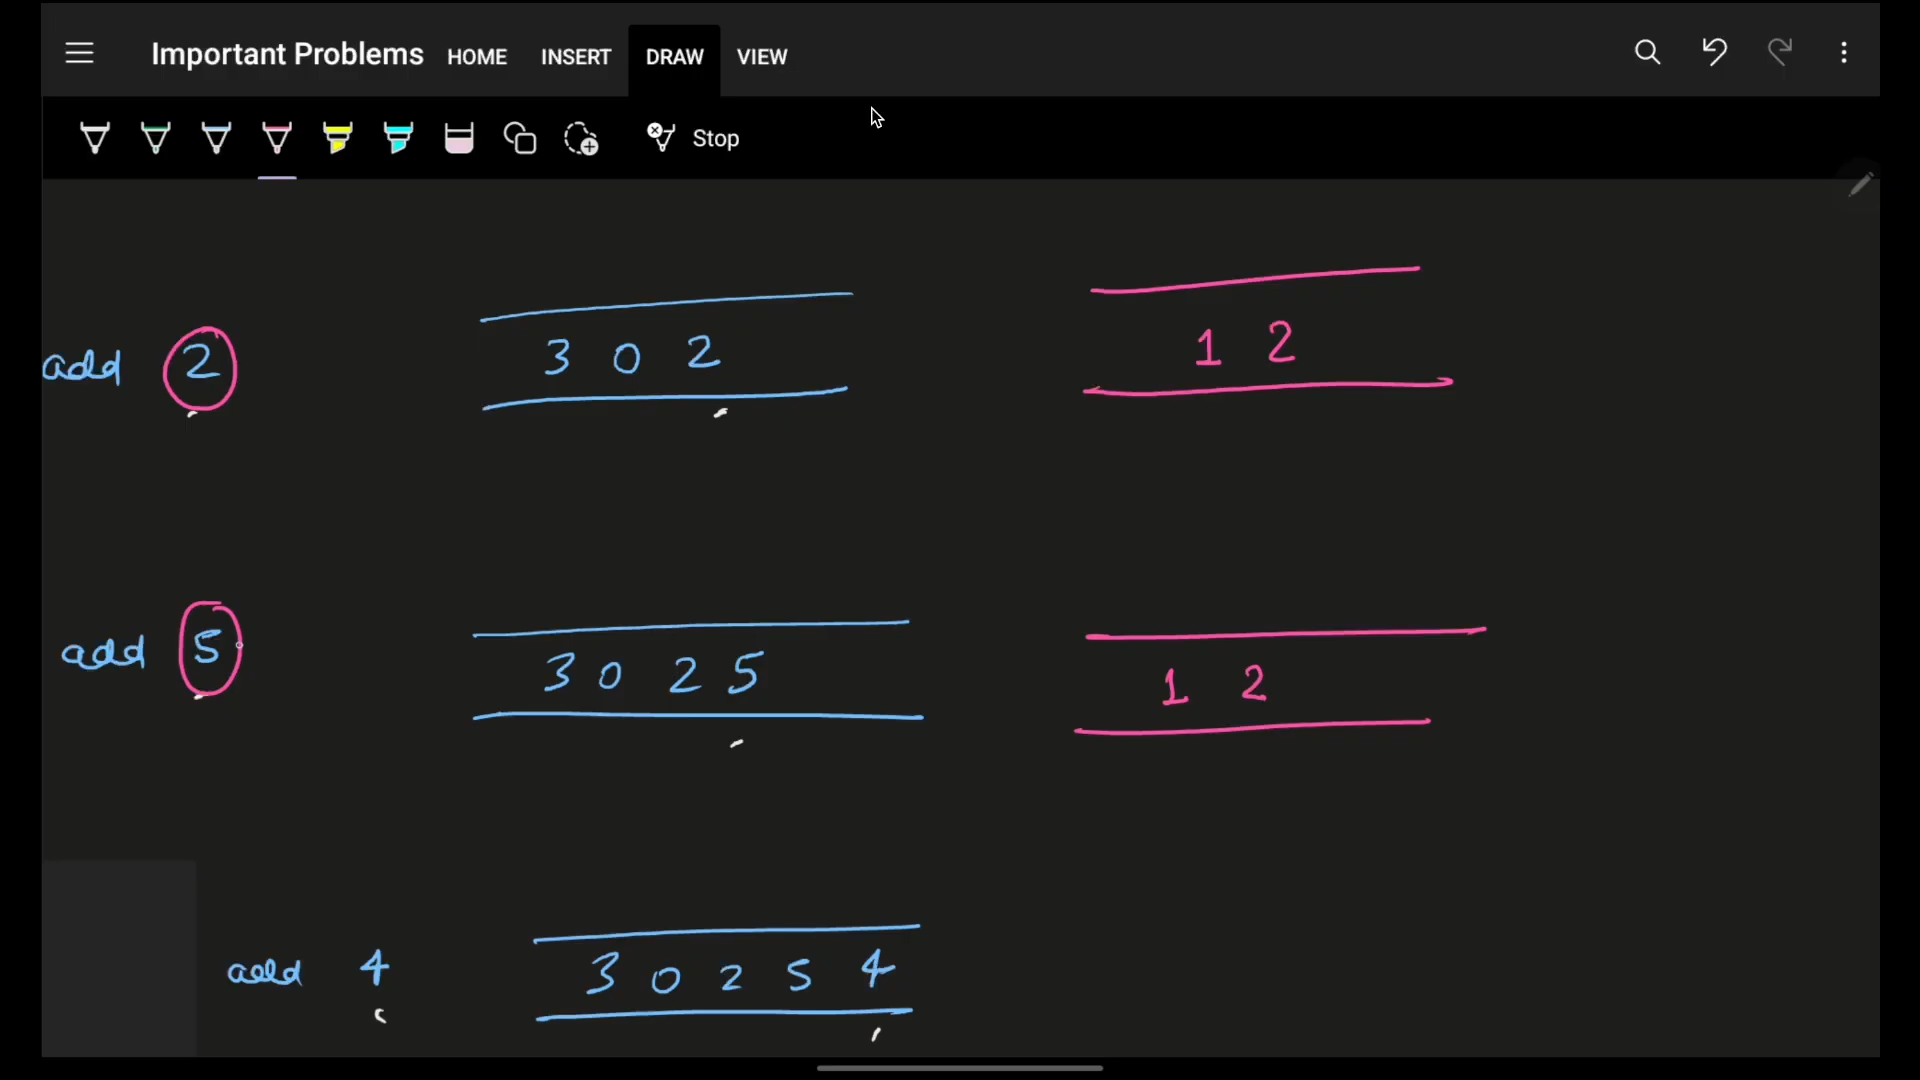 Important Problems HOME INSERT DRAW VIEW
Stop
add 2 3 0 2 1 2
add 5 3 0 2 5 1 2
add 4 3 0 2 5 4